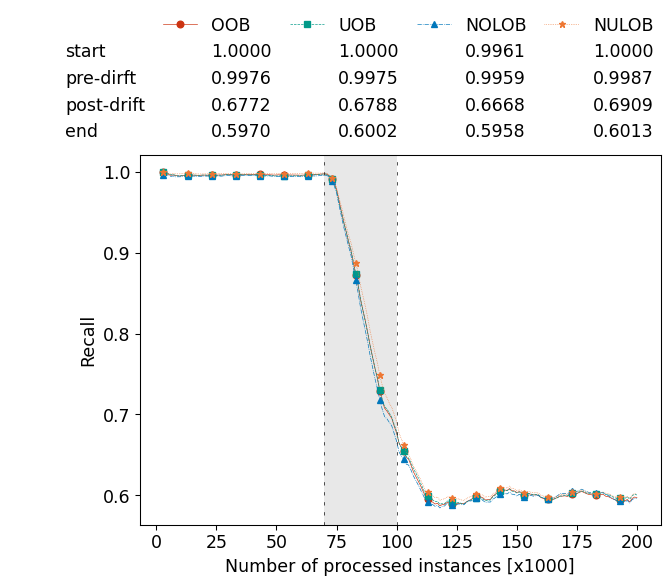 OOB UOB NOLOB NULOB
start 1.0000 1.0000 0.9961 1.0000
pre-dirft 0.9976 0.9975 0.9959 0.9987
post-drift 0.6772 0.6788 0.6668 0.6909
end 0.5970 0.6002 0.5958 0.6013
1.0
0.9
0.8
0.7
0.6
Recall
0 25 50 75 100 125 150 175 200
Number of processed instances [x1000]